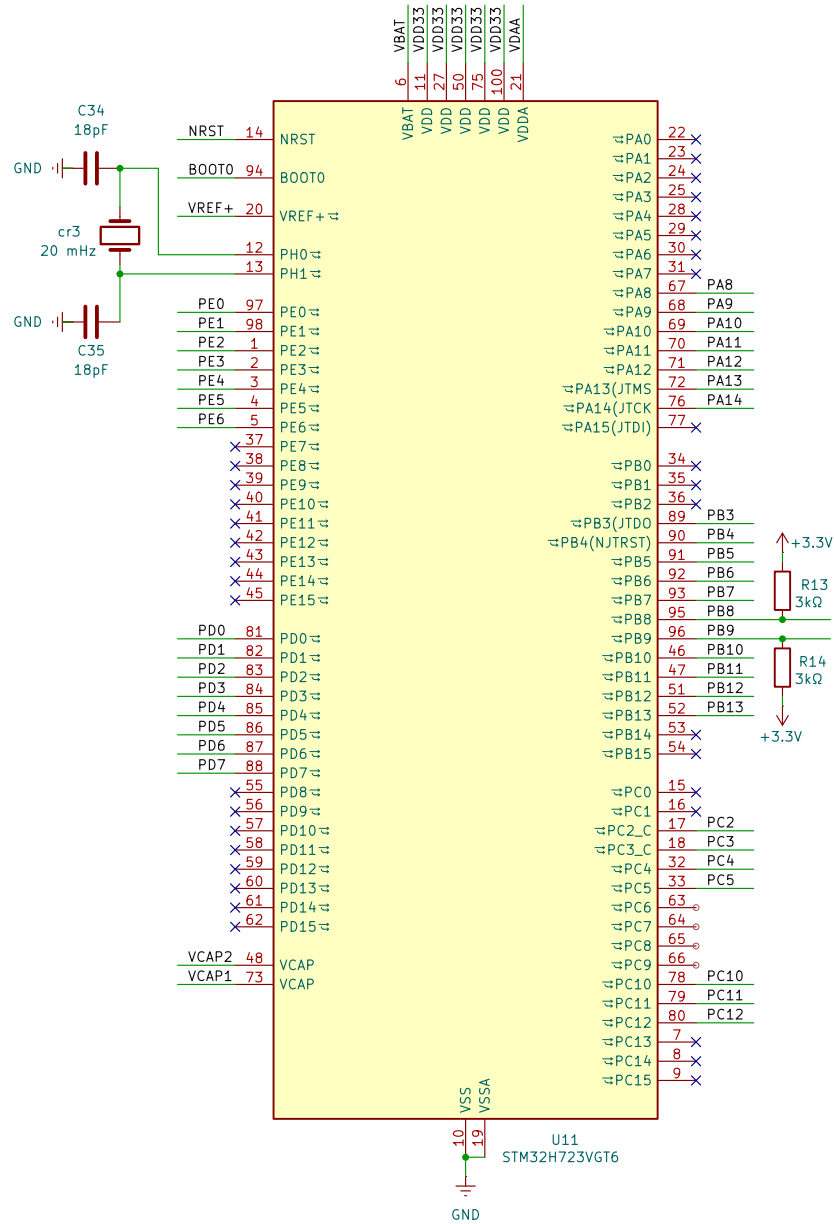 VBAT
VDD33
VDD33
VDD33
VDD33
VDD33
VDAA
6
11
27
50
75
100
21
VBAT
VDD
VDD
VDD
VDD
VDD
VDDA
C34
18pF
GND
cr3
20 mHz
GND
C35
18pF
NRST 14 NRST
BOOT0 94 BOOT0
VREF+ 20 VREF+
12 PH0
13 PH1
PE0 97 PE0
PE1 98 PE1
PE2 1 PE2
PE3 2 PE3
PE4 3 PE4
PE5 4 PE5
PE6 5 PE6
37 PE7
38 PE8
39 PE9
40 PE10
41 PE11
42 PE12
43 PE13
44 PE14
45 PE15
PD0 81 PD0
PD1 82 PD1
PD2 83 PD2
PD3 84 PD3
PD4 85 PD4
PD5 86 PD5
PD6 87 PD6
PD7 88 PD7
55 PD8
56 PD9
57 PD10
58 PD11
59 PD12
60 PD13
61 PD14
62 PD15
VCAP2 48 VCAP
VCAP1 73 VCAP
PA0 22
PA1 23
PA2 24
PA3 25
PA4 28
PA5 29
PA6 30
PA7 31
PA8 67 PA8
PA9 68 PA9
PA10 69 PA10
PA11 70 PA11
PA12 71 PA12
PA13(JTMS 72 PA13
PA14(JTCK 76 PA14
PA15(JTDI) 77
PB0 34
PB1 35
PB2 36
PB3(JTDO 89 PB3
PB4(NJTRST) 90 PB4
PB5 91 PB5
PB6 92 PB6
PB7 93 PB7
PB8 95 PB8
PB9 96 PB9
PB10 46 PB10
PB11 47 PB11
PB12 51 PB12
PB13 52 PB13
PB14 53
PB15 54
+3.3V
R13
3kΩ
R14
3kΩ
+3.3V
PC0 15
PC1 16
PC2_C 17 PC2
PC3_C 18 PC3
PC4 32 PC4
PC5 33 PC5
PC6 63
PC7 64
PC8 65
PC9 66
PC10 78 PC10
PC11 79 PC11
PC12 80 PC12
PC13 7
PC14 8
PC15 9
VSS
VSSA
10
19
U11
STM32H723VGT6
GND